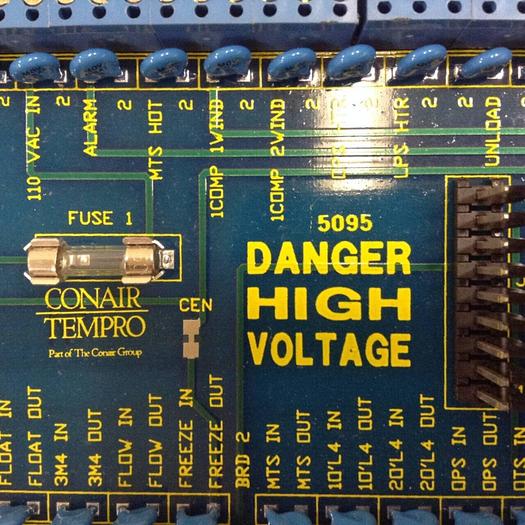 2
110 VAC IN
2
ALARM
2
MTS HOT
2
1COMP 1WIND
2
1COMP 2WIND
2
2
LPS HTR
2
2
UNLOAD
2
FUSE 1
CONAIR
TEMPRO
Part of The Conair Group
CEN
5095
DANGER
HIGH
VOLTAGE
FLOAT IN
FLOAT OUT
3M4 IN
3M4 OUT
FLOW IN
FLOW OUT
FREEZE IN
FREEZE OUT
BRD 2
MTS IN
MTS OUT
10'L4 IN
10'L4 OUT
20'L4 IN
20'L4 OUT
OPS IN
OPS OUT